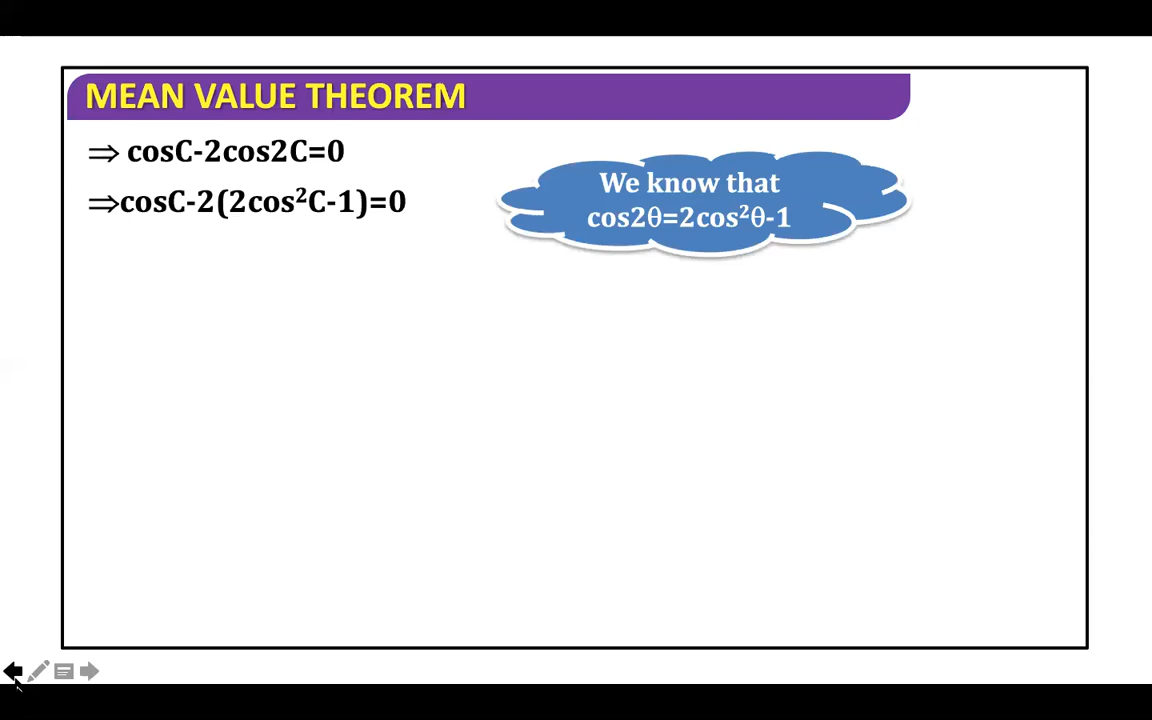 MEAN VALUE THEOREM
⇒ cosC-2cos2C=0
⇒cosC-2(2cos²C-1)=0
We know that
cos2θ=2cos²θ-1